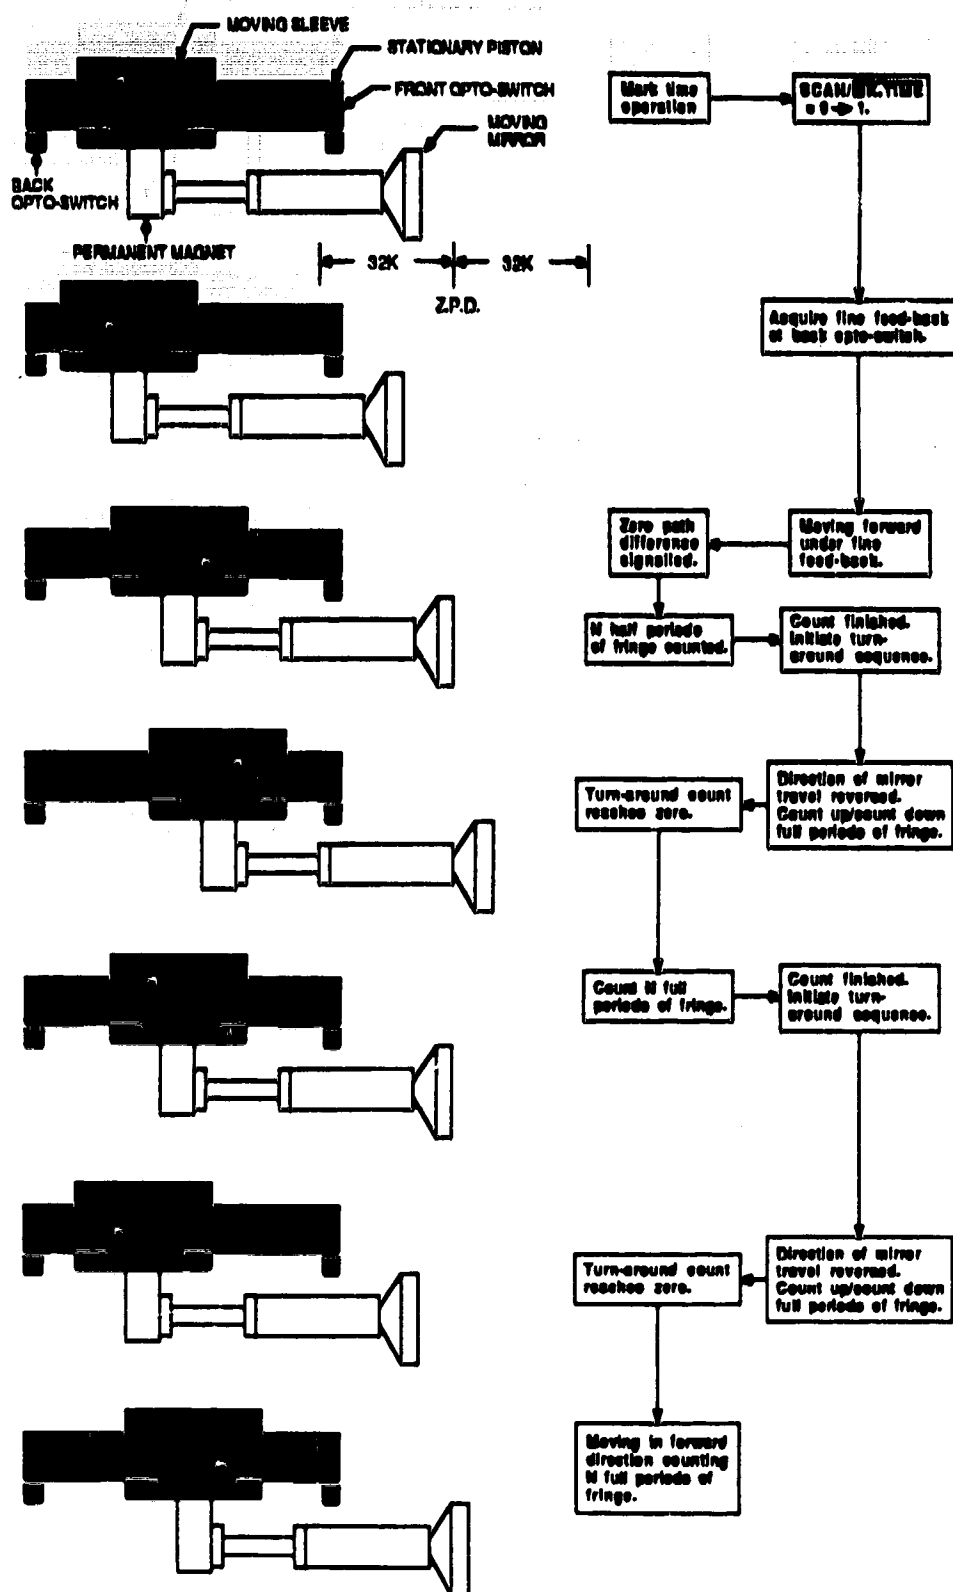 MOVING SLEEVE
STATIONARY PISTON
FRONT OPTO-SWITCH
MOVING
MIRROR
BACK
OPTO-SWITCH
PERMANENT MAGNET
32K
32K
Z.P.D.
Mark time
operation
SCAN/MK.TIME
= 0 → 1.
Acquire fine feed-back
at back opto-switch.
Zero path
difference
signalled.
Moving forward
under fine
feed-back.
N half periods
of fringe counted.
Count finished.
Initiate turn-
around sequence.
Turn-around count
reaches zero.
Direction of mirror
travel reversed.
Count up/count down
full periods of fringe.
Count N full
periods of fringe.
Count finished.
Initiate turn-
around sequence.
Turn-around count
reaches zero.
Direction of mirror
travel reversed.
Count up/count down
full periods of fringe.
Moving in forward
direction counting
N full periods of
fringe.